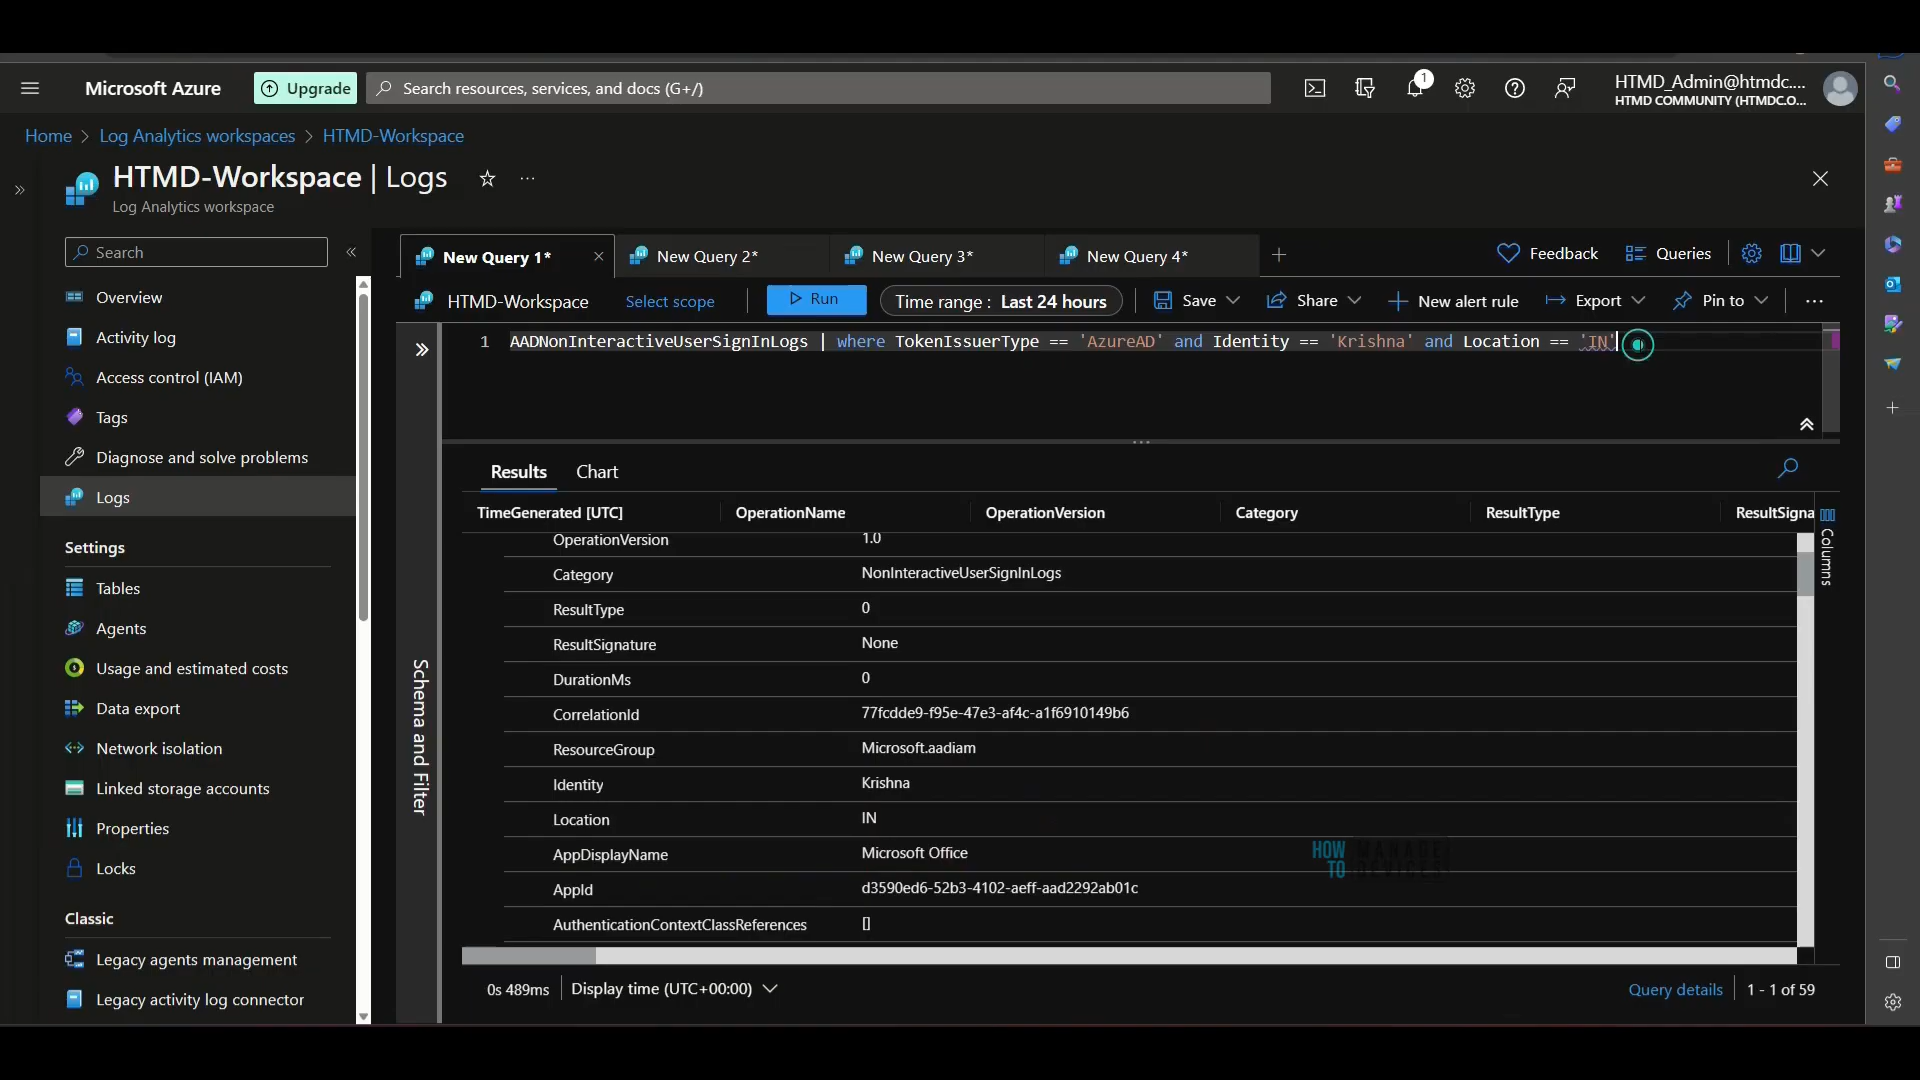 Microsoft Azure
Upgrade
Search resources, services, and docs (G+/)
1
HTMD_Admin@htmdc....
HTMD COMMUNITY (HTMDC.O...
Home > Log Analytics workspaces > HTMD-Workspace
HTMD-Workspace | Logs
Log Analytics workspace
Search
Overview
Activity log
Access control (IAM)
Tags
Diagnose and solve problems
Logs
Settings
Tables
Agents
Usage and estimated costs
Data export
Network isolation
Linked storage accounts
Properties
Locks
Classic
Legacy agents management
Legacy activity log connector
New Query 1*
New Query 2*
New Query 3*
New Query 4*
Feedback
Queries
HTMD-Workspace
Select scope
Run
Time range : Last 24 hours
Save
Share
New alert rule
Export
Pin to
1 AADNonInteractiveUserSignInLogs | where TokenIssuerType == 'AzureAD' and Identity == 'Krishna' and Location == 'IN'
Schema and Filter
Results
Chart
TimeGenerated [UTC] OperationName OperationVersion Category ResultType ResultSigna
Columns
OperationVersion 1.0
Category NonInteractiveUserSignInLogs
ResultType 0
ResultSignature None
DurationMs 0
CorrelationId 77fcdde9-f95e-47e3-af4c-a1f6910149b6
ResourceGroup Microsoft.aadiam
Identity Krishna
Location IN
AppDisplayName Microsoft Office
AppId d3590ed6-52b3-4102-aeff-aad2292ab01c
AuthenticationContextClassReferences []
HOW MANAGE
TO DEVICES
0s 489ms
Display time (UTC+00:00)
Query details
1 - 1 of 59